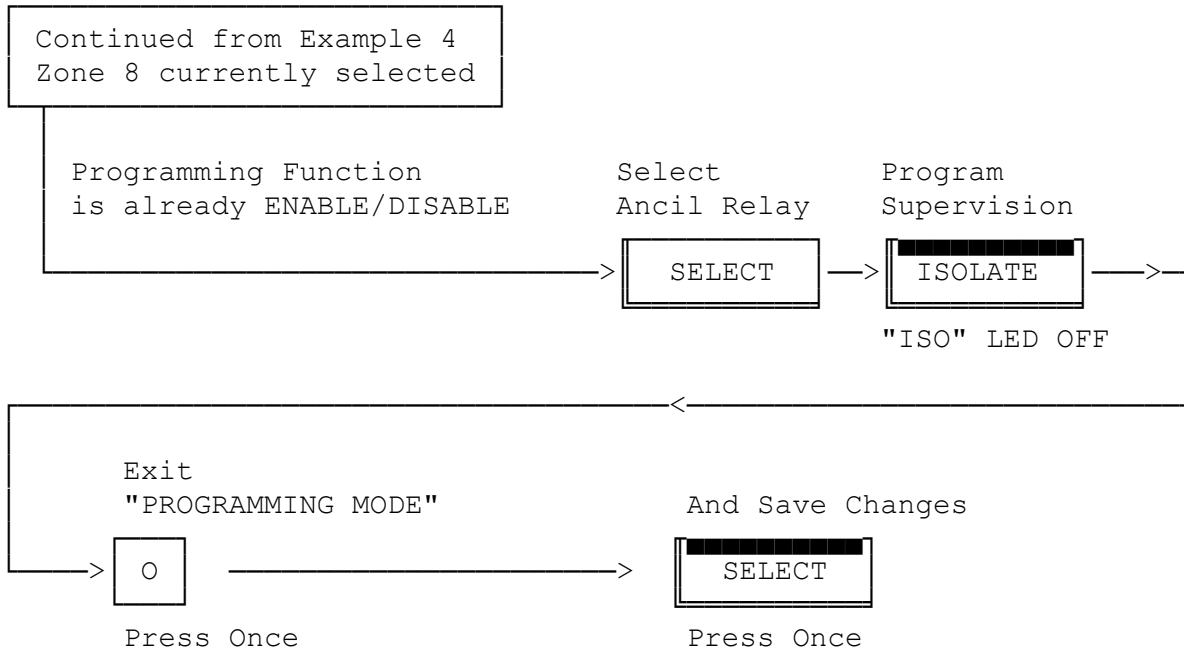 Continued from Example 4
Zone 8 currently selected
Programming Function
is already ENABLE/DISABLE
Select
Ancil Relay
Program
Supervision
SELECT
ISOLATE
"ISO" LED OFF
Exit
"PROGRAMMING MODE"
And Save Changes
O
SELECT
Press Once
Press Once